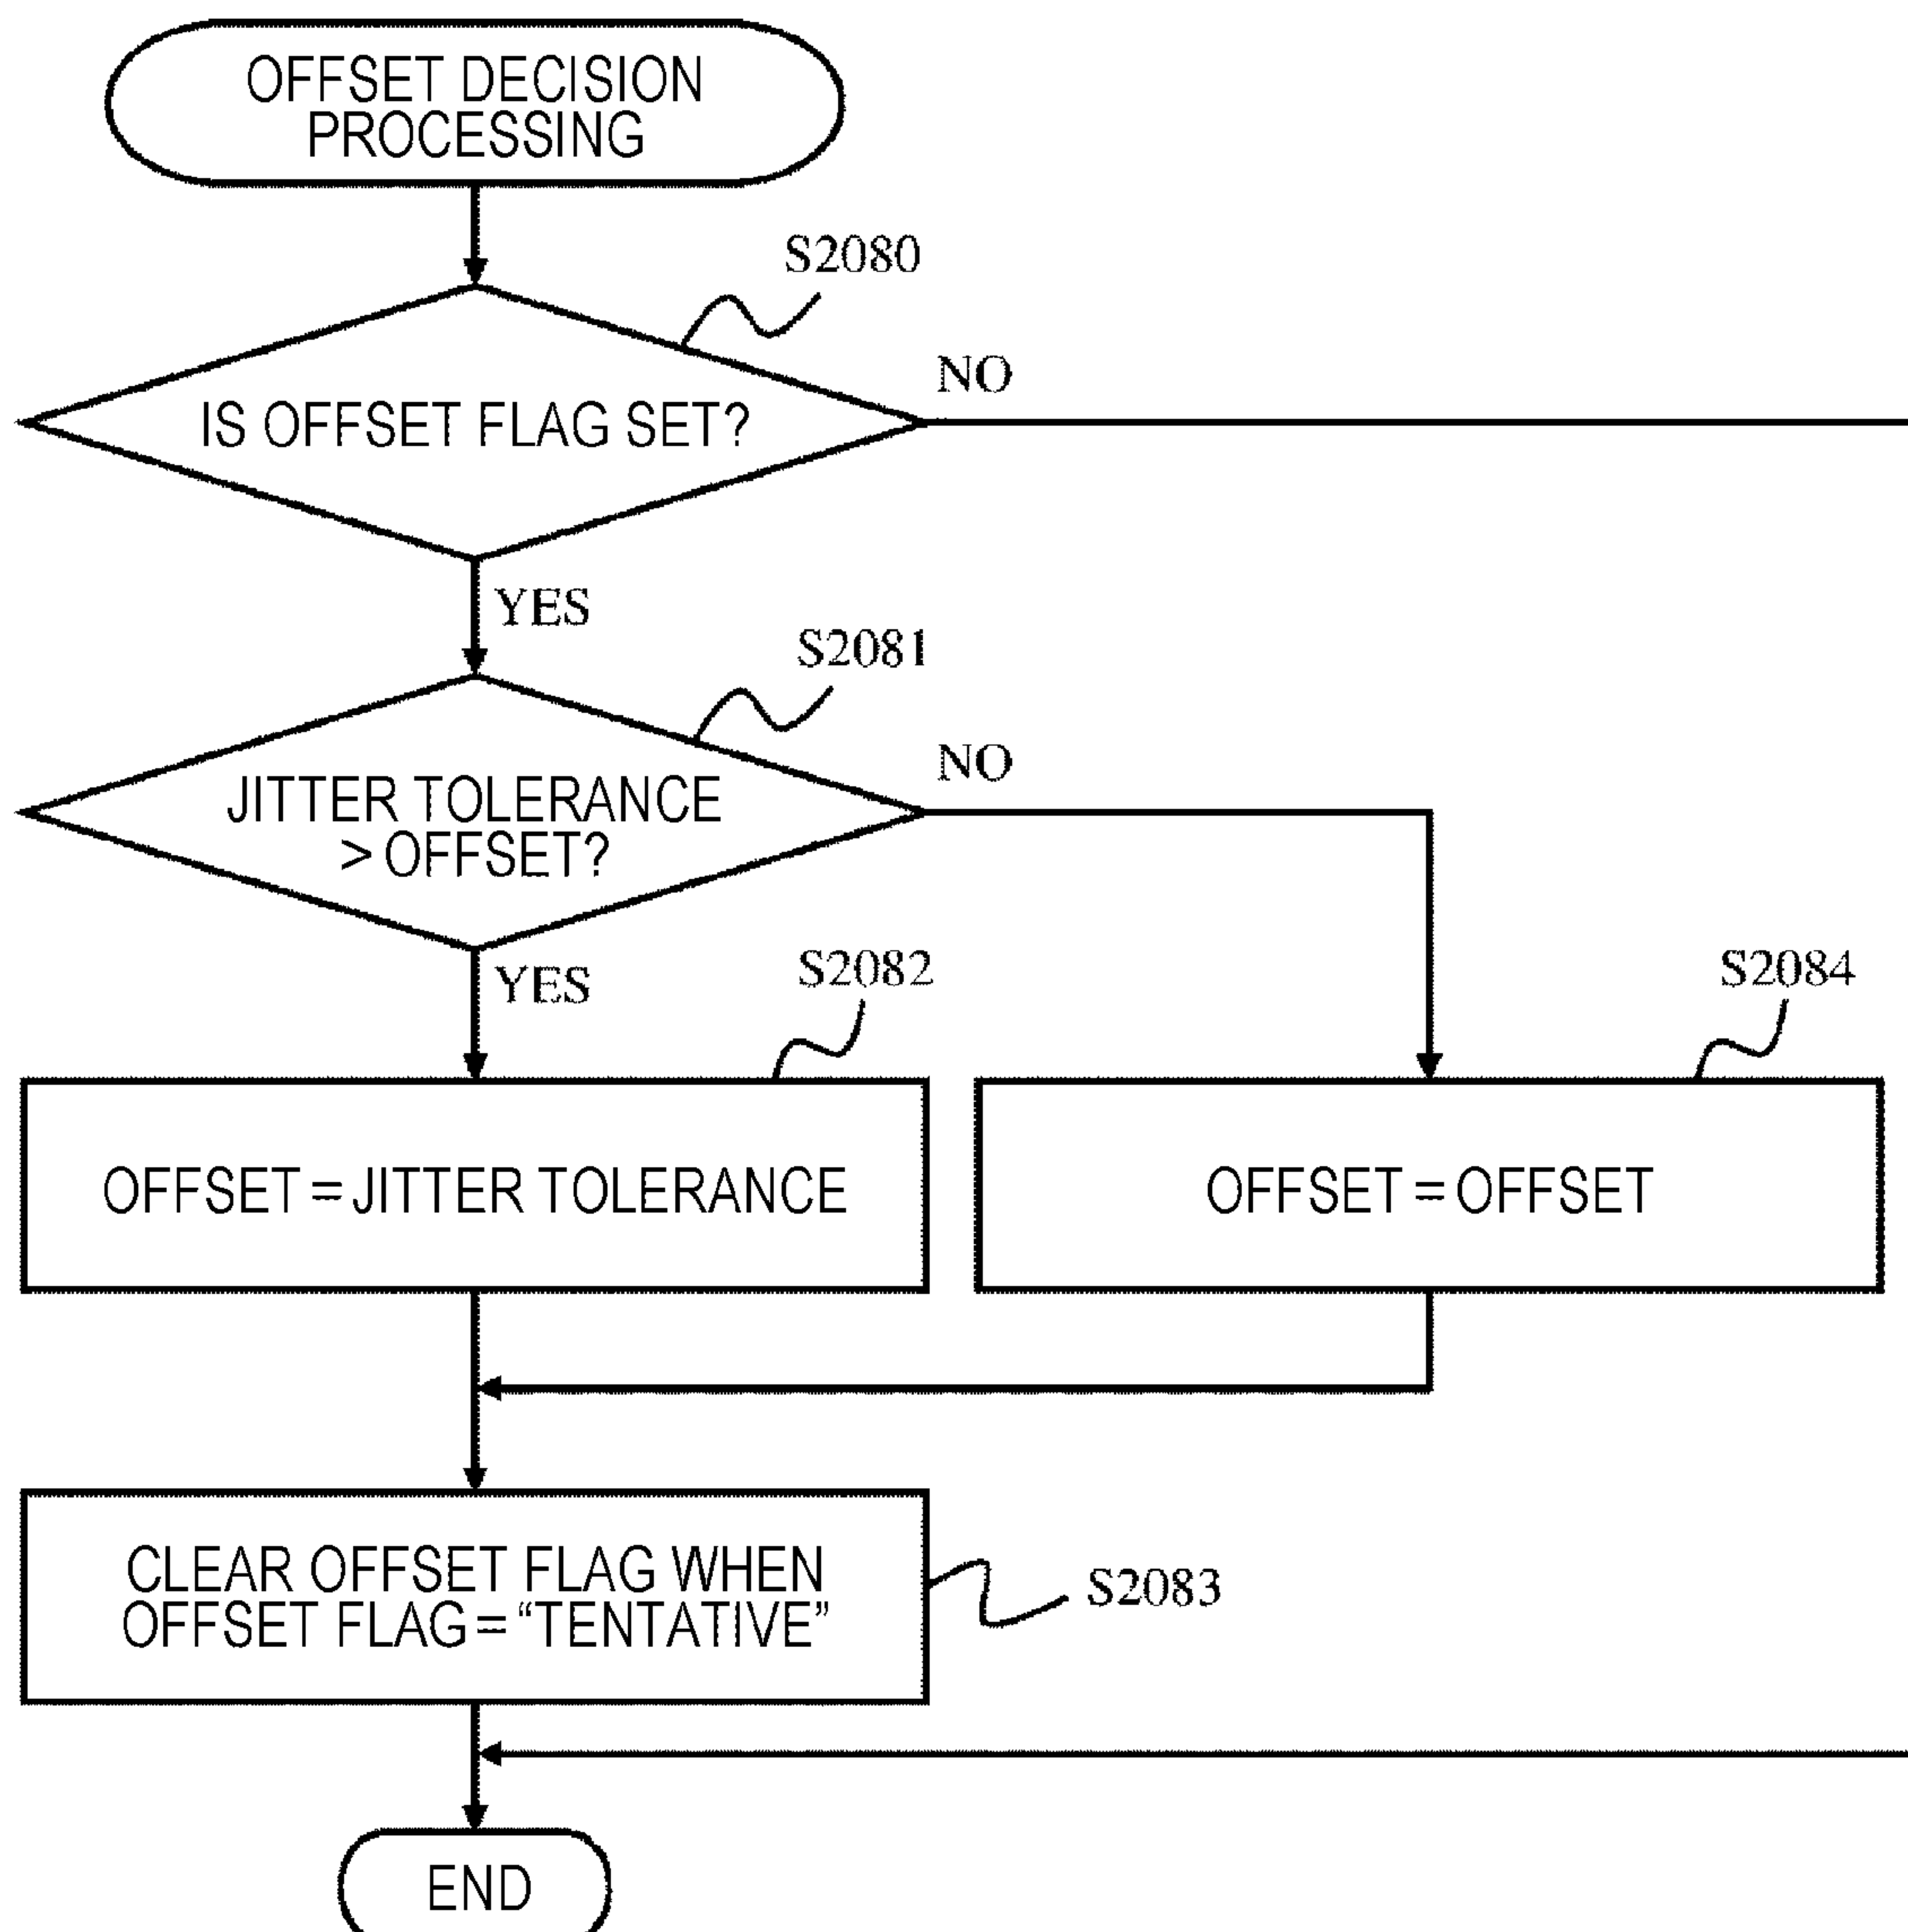 OFFSET DECISION
PROCESSING
S2080
NO
IS OFFSET FLAG SET?
YES
S2081
NO
JITTER TOLERANCE
> OFFSET?
YES
S2082
S2084
OFFSET = JITTER TOLERANCE
OFFSET = OFFSET
CLEAR OFFSET FLAG WHEN
OFFSET FLAG = “TENTATIVE”
S2083
END